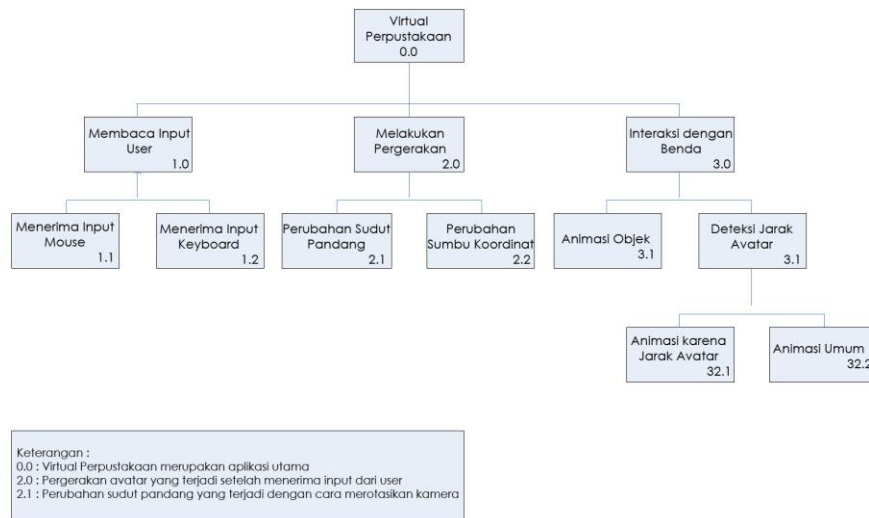 Virtual
Perpustakaan
0.0
Membaca Input
User
1.0
Melakukan
Pergerakan
2.0
Interaksi dengan
Benda
3.0
Menerima Input
Mouse
1.1
Menerima Input
Keyboard
1.2
Perubahan Sudut
Pandang
2.1
Perubahan
Sumbu Koordinat
2.2
Animasi Objek
3.1
Deteksi Jarak
Avatar
3.1
Animasi karena
Jarak Avatar
32.1
Animasi Umum
32.2
Keterangan :
0.0 : Virtual Perpustakaan merupakan aplikasi utama
2.0 : Pergerakan avatar yang terjadi setelah menerima input dari user
2.1 : Perubahan sudut pandang yang terjadi dengan cara merotasikan kamera